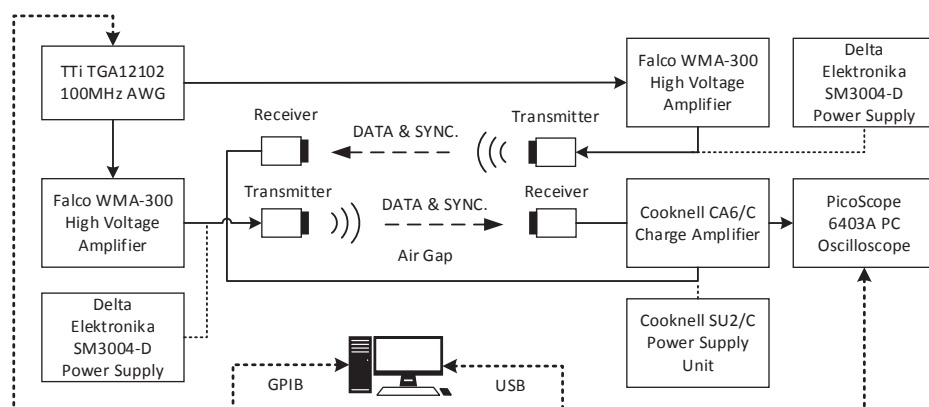 TTi TGA12102
100MHz AWG
Falco WMA-300
High Voltage
Amplifier
Delta
Elektronika
SM3004-D
Power Supply
Receiver
DATA & SYNC.
Transmitter
Falco WMA-300
High Voltage
Amplifier
Transmitter
DATA & SYNC.
Receiver
Air Gap
Cooknell CA6/C
Charge Amplifier
PicoScope
6403A PC
Oscilloscope
Delta
Elektronika
SM3004-D
Power Supply
Cooknell SU2/C
Power Supply
Unit
GPIB
USB